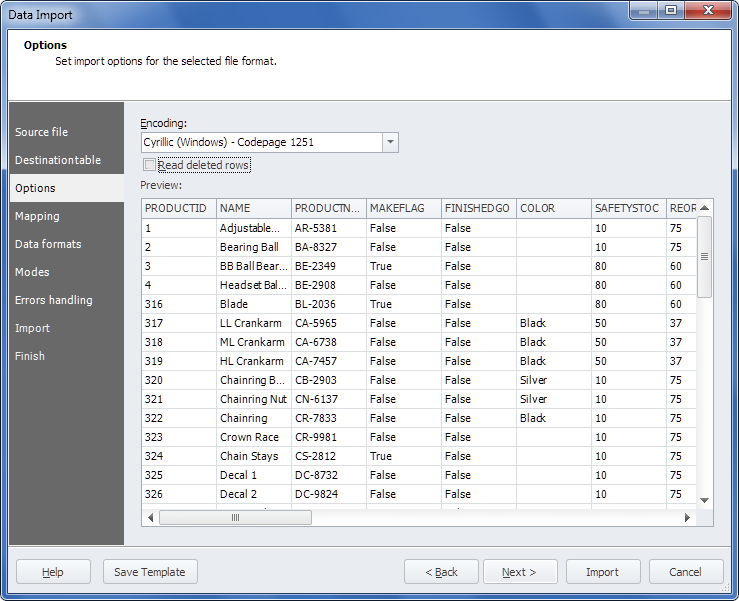 Data Import
Options
Set import options for the selected file format.
Source file
Destinationtable
Options
Mapping
Data formats
Modes
Errors handling
Import
Finish
Encoding:
Cyrillic (Windows) - Codepage 1251
Read deleted rows
Preview:
PRODUCTID NAME PRODUCTN... MAKEFLAG FINISHEDGO COLOR SAFETYSTOC REOR
1 Adjustable... AR-5381 False False 10 75
2 Bearing Ball BA-8327 False False 10 75
3 BB Ball Bear... BE-2349 True False 80 60
4 Headset Bal... BE-2908 False False 80 60
316 Blade BL-2036 True False 80 60
317 LL Crankarm CA-5965 False False Black 50 37
318 ML Crankarm CA-6738 False False Black 50 37
319 HL Crankarm CA-7457 False False Black 50 37
320 Chainring B... CB-2903 False False Silver 10 75
321 Chainring Nut CN-6137 False False Silver 10 75
322 Chainring CR-7833 False False Black 10 75
323 Crown Race CR-9981 False False 10 75
324 Chain Stays CS-2812 True False 10 75
325 Decal 1 DC-8732 False False 10 75
326 Decal 2 DC-9824 False False 10 75
Help Save Template < Back Next > Import Cancel